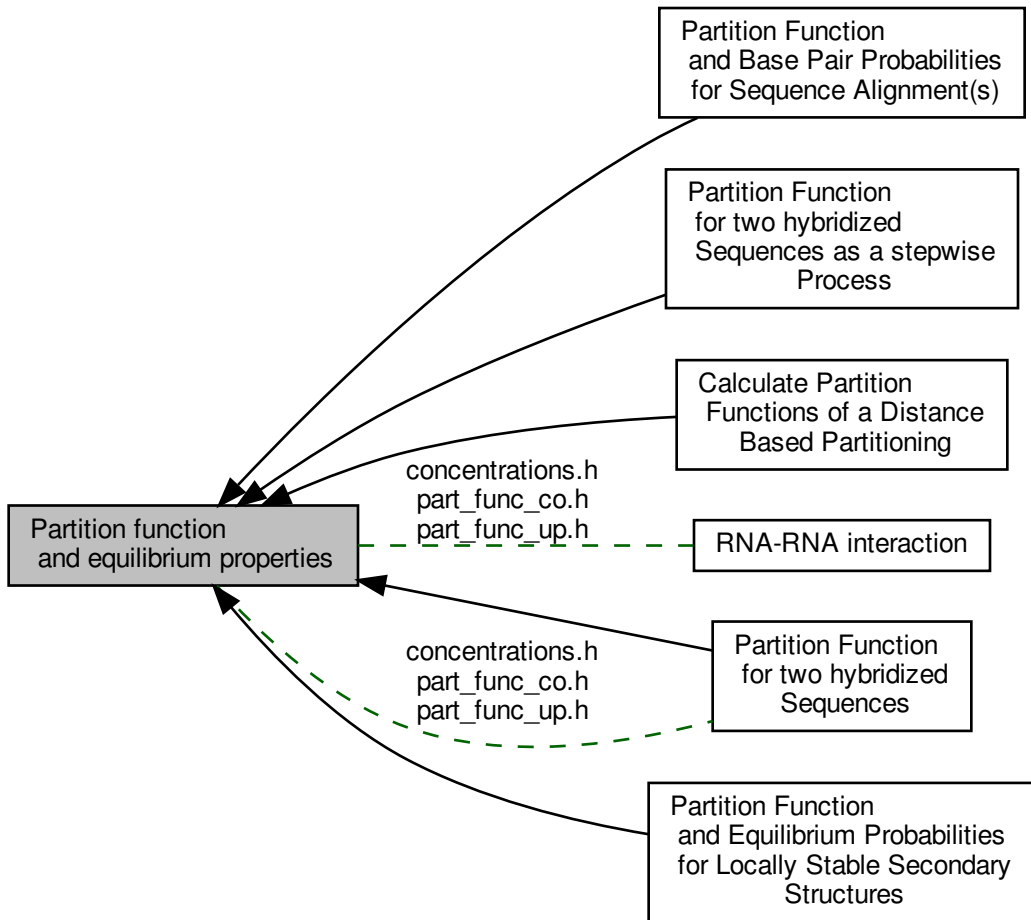 Partition Function
and Base Pair Probabilities
for Sequence Alignment(s)
Partition Function
for two hybridized
Sequences as a stepwise
Process
Calculate Partition
Functions of a Distance
Based Partitioning
concentrations.h
part_func_co.h
part_func_up.h
Partition function
and equilibrium properties
RNA-RNA interaction
concentrations.h
part_func_co.h
part_func_up.h
Partition Function
for two hybridized
Sequences
Partition Function
and Equilibrium Probabilities
for Locally Stable Secondary
Structures